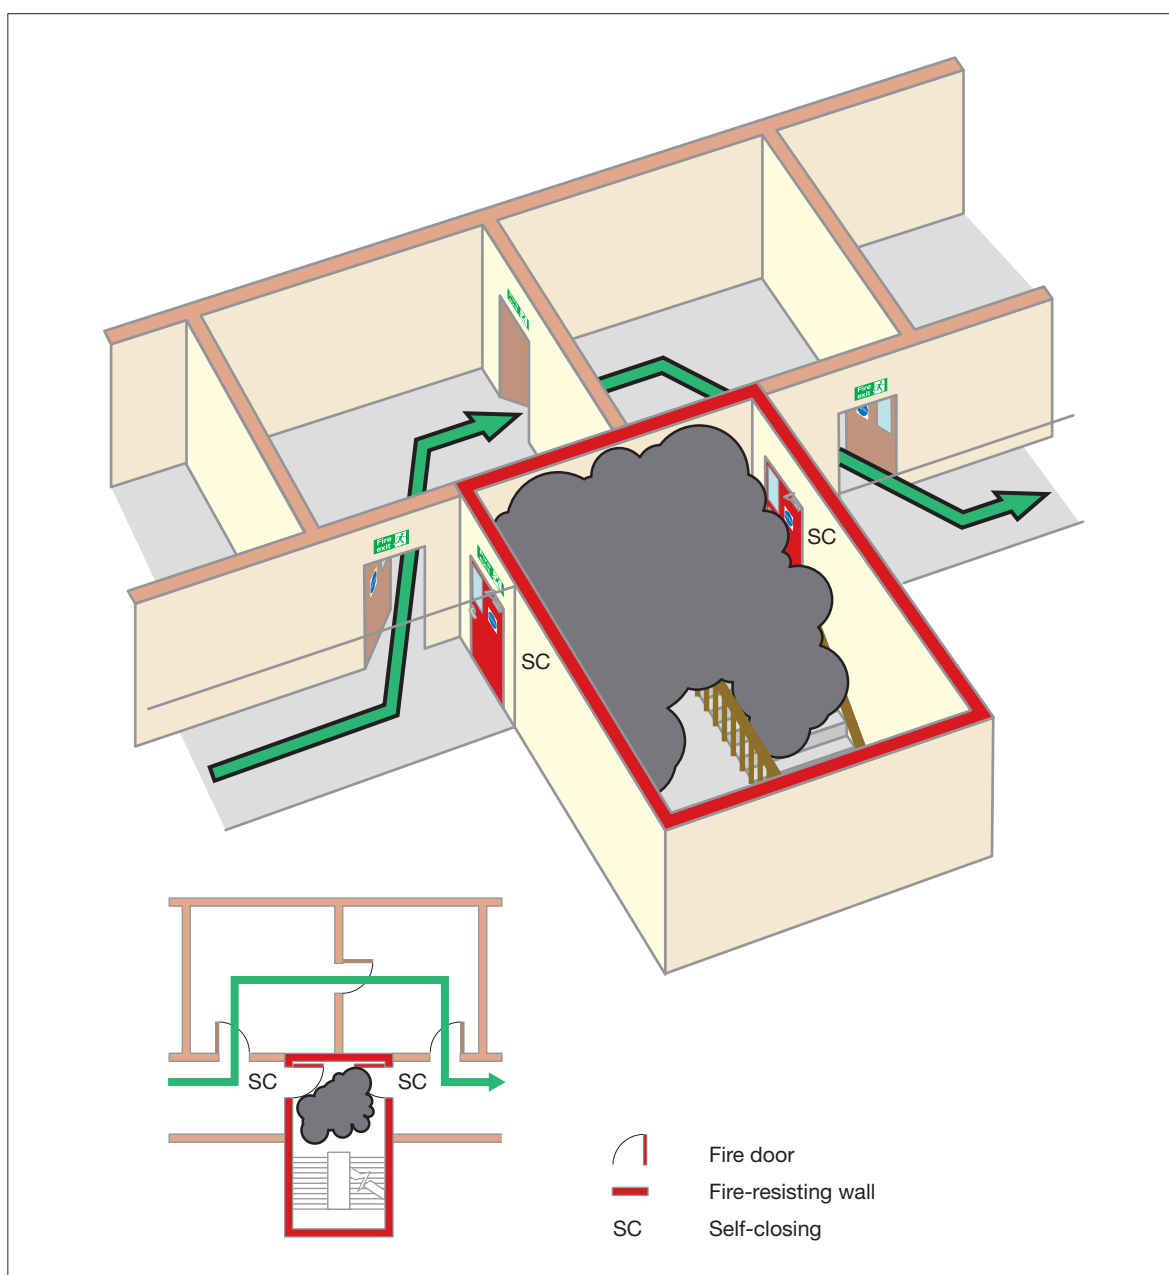 Fire
exit
SC
Fire
exit
SC
SC
SC
Fire door
Fire-resisting wall
SC
Self-closing